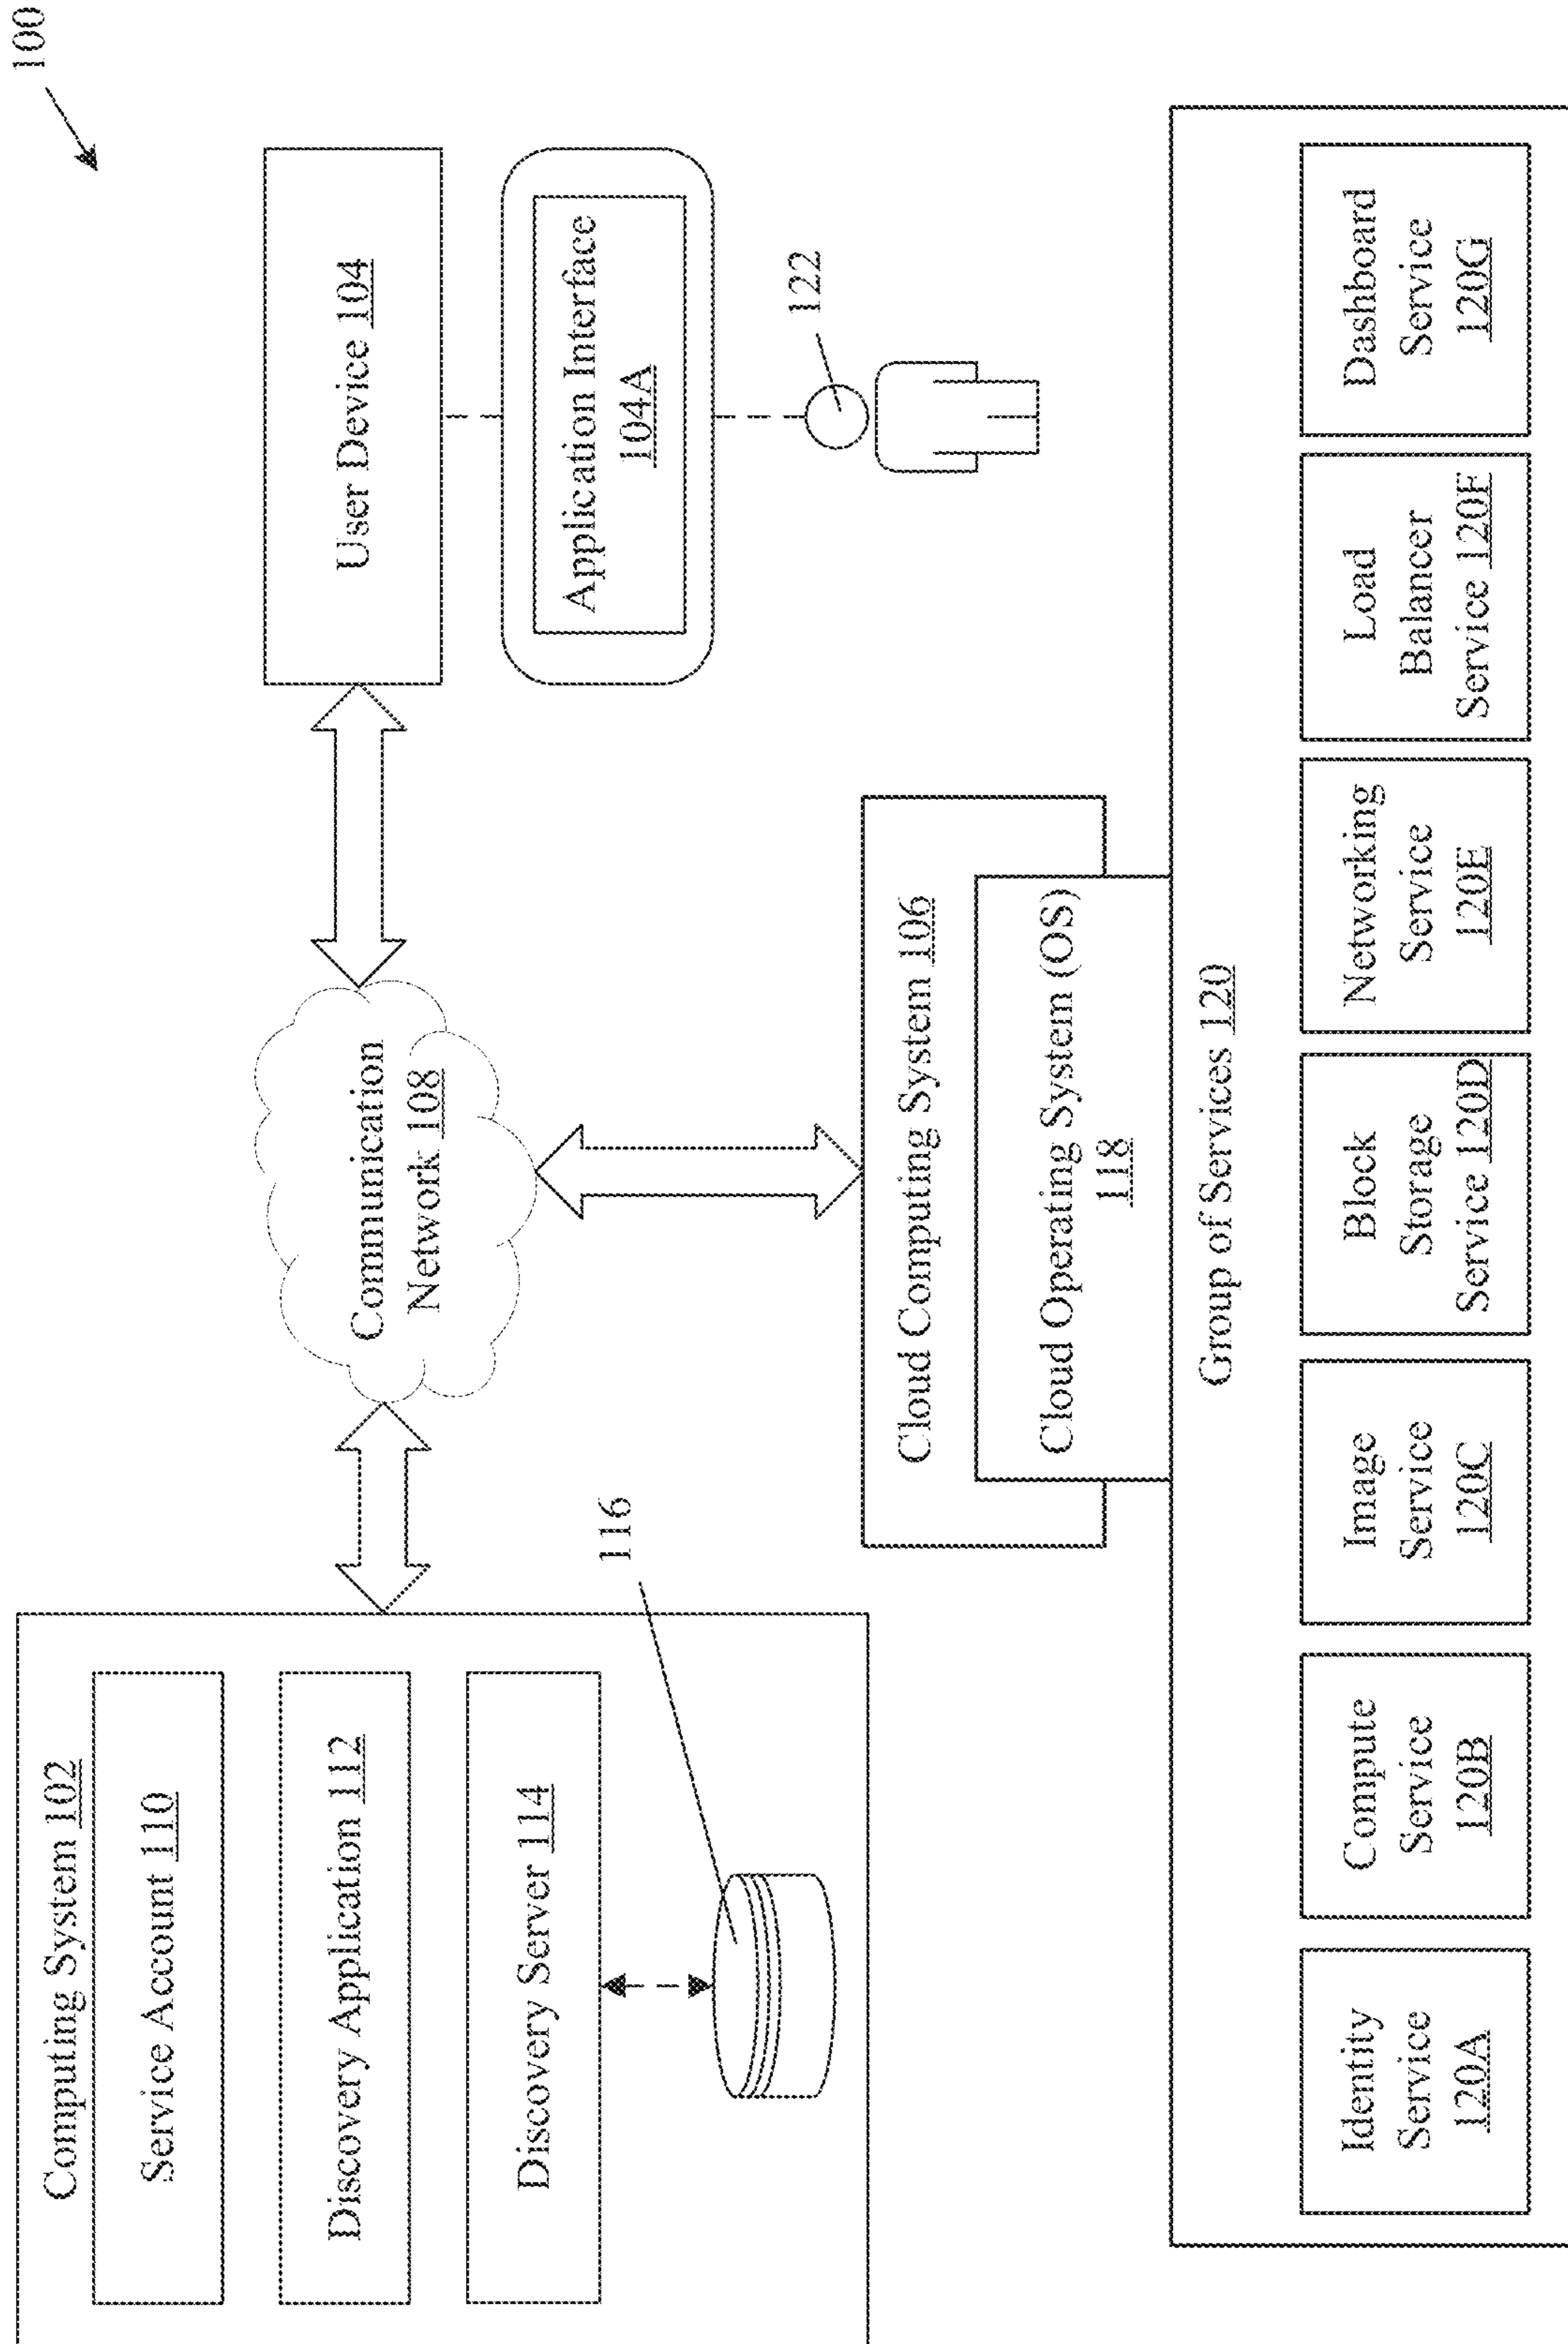 100
Computing System 102
Service Account 110
Discovery Application 112
Discovery Server 114
116
Communication
Network 108
User Device 104
Application Interface
104A
122
Cloud Computing System 106
Cloud Operating System (OS)
118
Group of Services 120
Identity
Service
120A
Compute
Service
120B
Image
Service
120C
Block
Storage
Service 120D
Networking
Service
120E
Load
Balancer
Service 120F
Dashboard
Service
120G